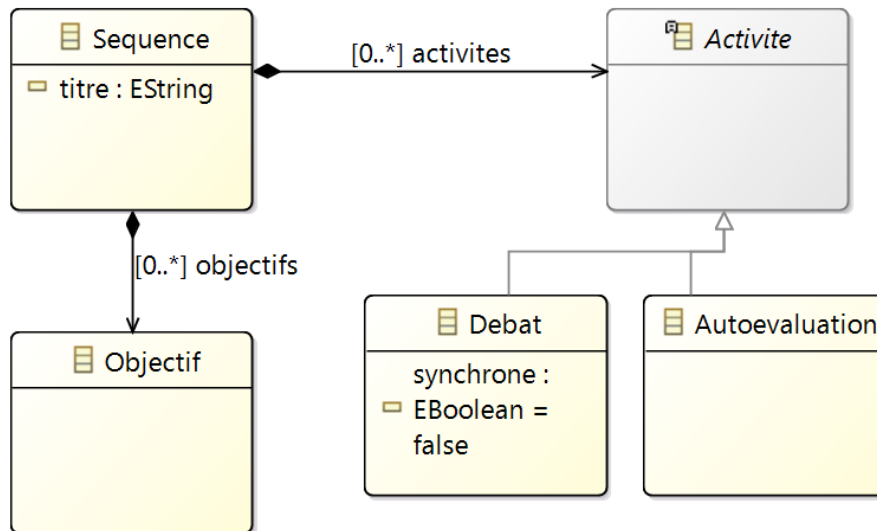 Sequence
titre : EString
[0..*] activites
Activite
[0..*] objectifs
Objectif
Debat
synchrone :
EBoolean =
false
Autoevaluation